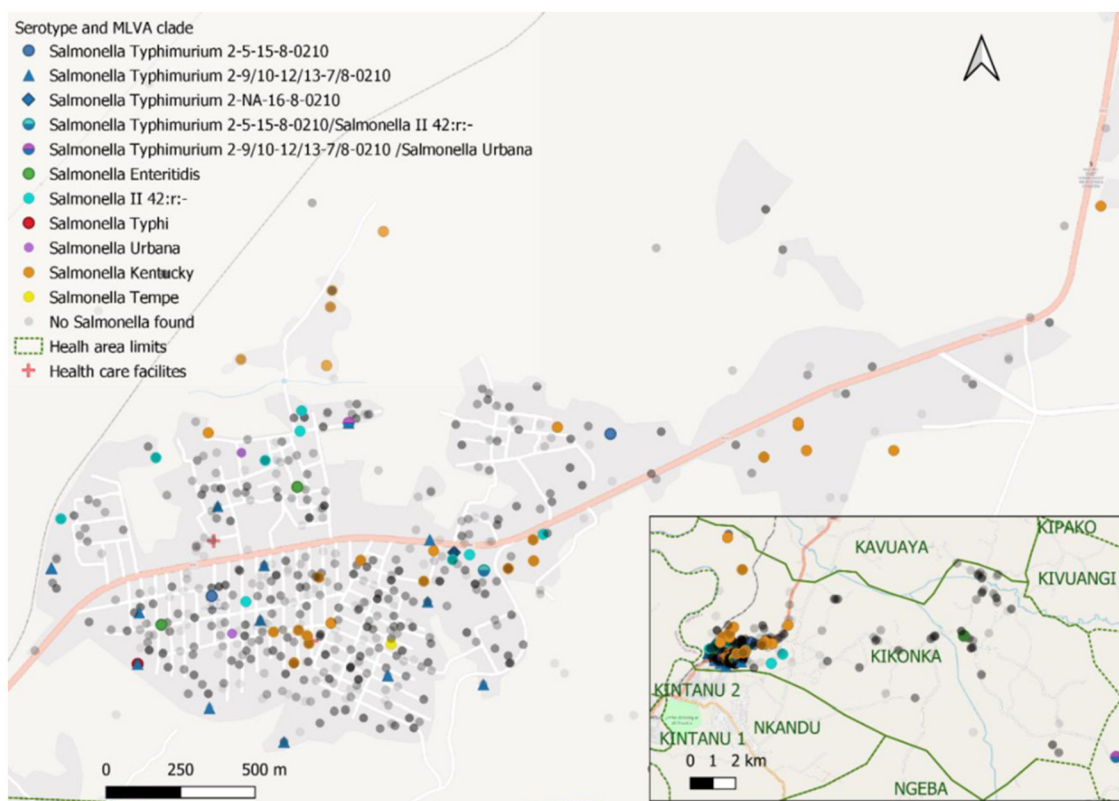 Serotype and MLVA clade
Salmonella Typhimurium 2-5-15-8-0210
Salmonella Typhimurium 2-9/10-12/13-7/8-0210
Salmonella Typhimurium 2-NA-16-8-0210
Salmonella Typhimurium 2-5-15-8-0210/Salmonella II 42:r:-
Salmonella Typhimurium 2-9/10-12/13-7/8-0210 /Salmonella Urbana
Salmonella Enteritidis
Salmonella II 42:r:-
Salmonella Typhi
Salmonella Urbana
Salmonella Kentucky
Salmonella Tempe
No Salmonella found
Healh area limits
Health care facilites
0 250 500 m
KIPAKO
KAVUAYA
KIVUANGI
KIKONKA
KINTANU 2
NKANDU
KINTANU 1
0 1 2 km
NGEBA